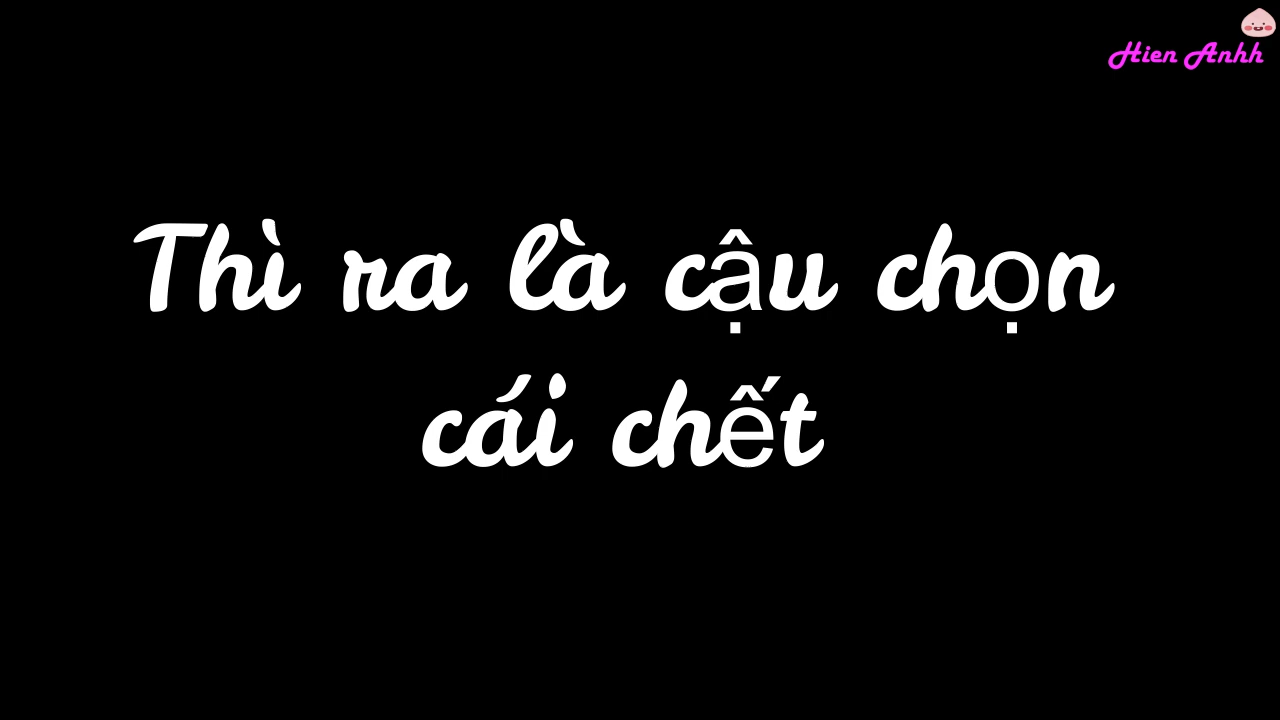 Hien Anhh
Thì ra là cậu chọn
cái chết